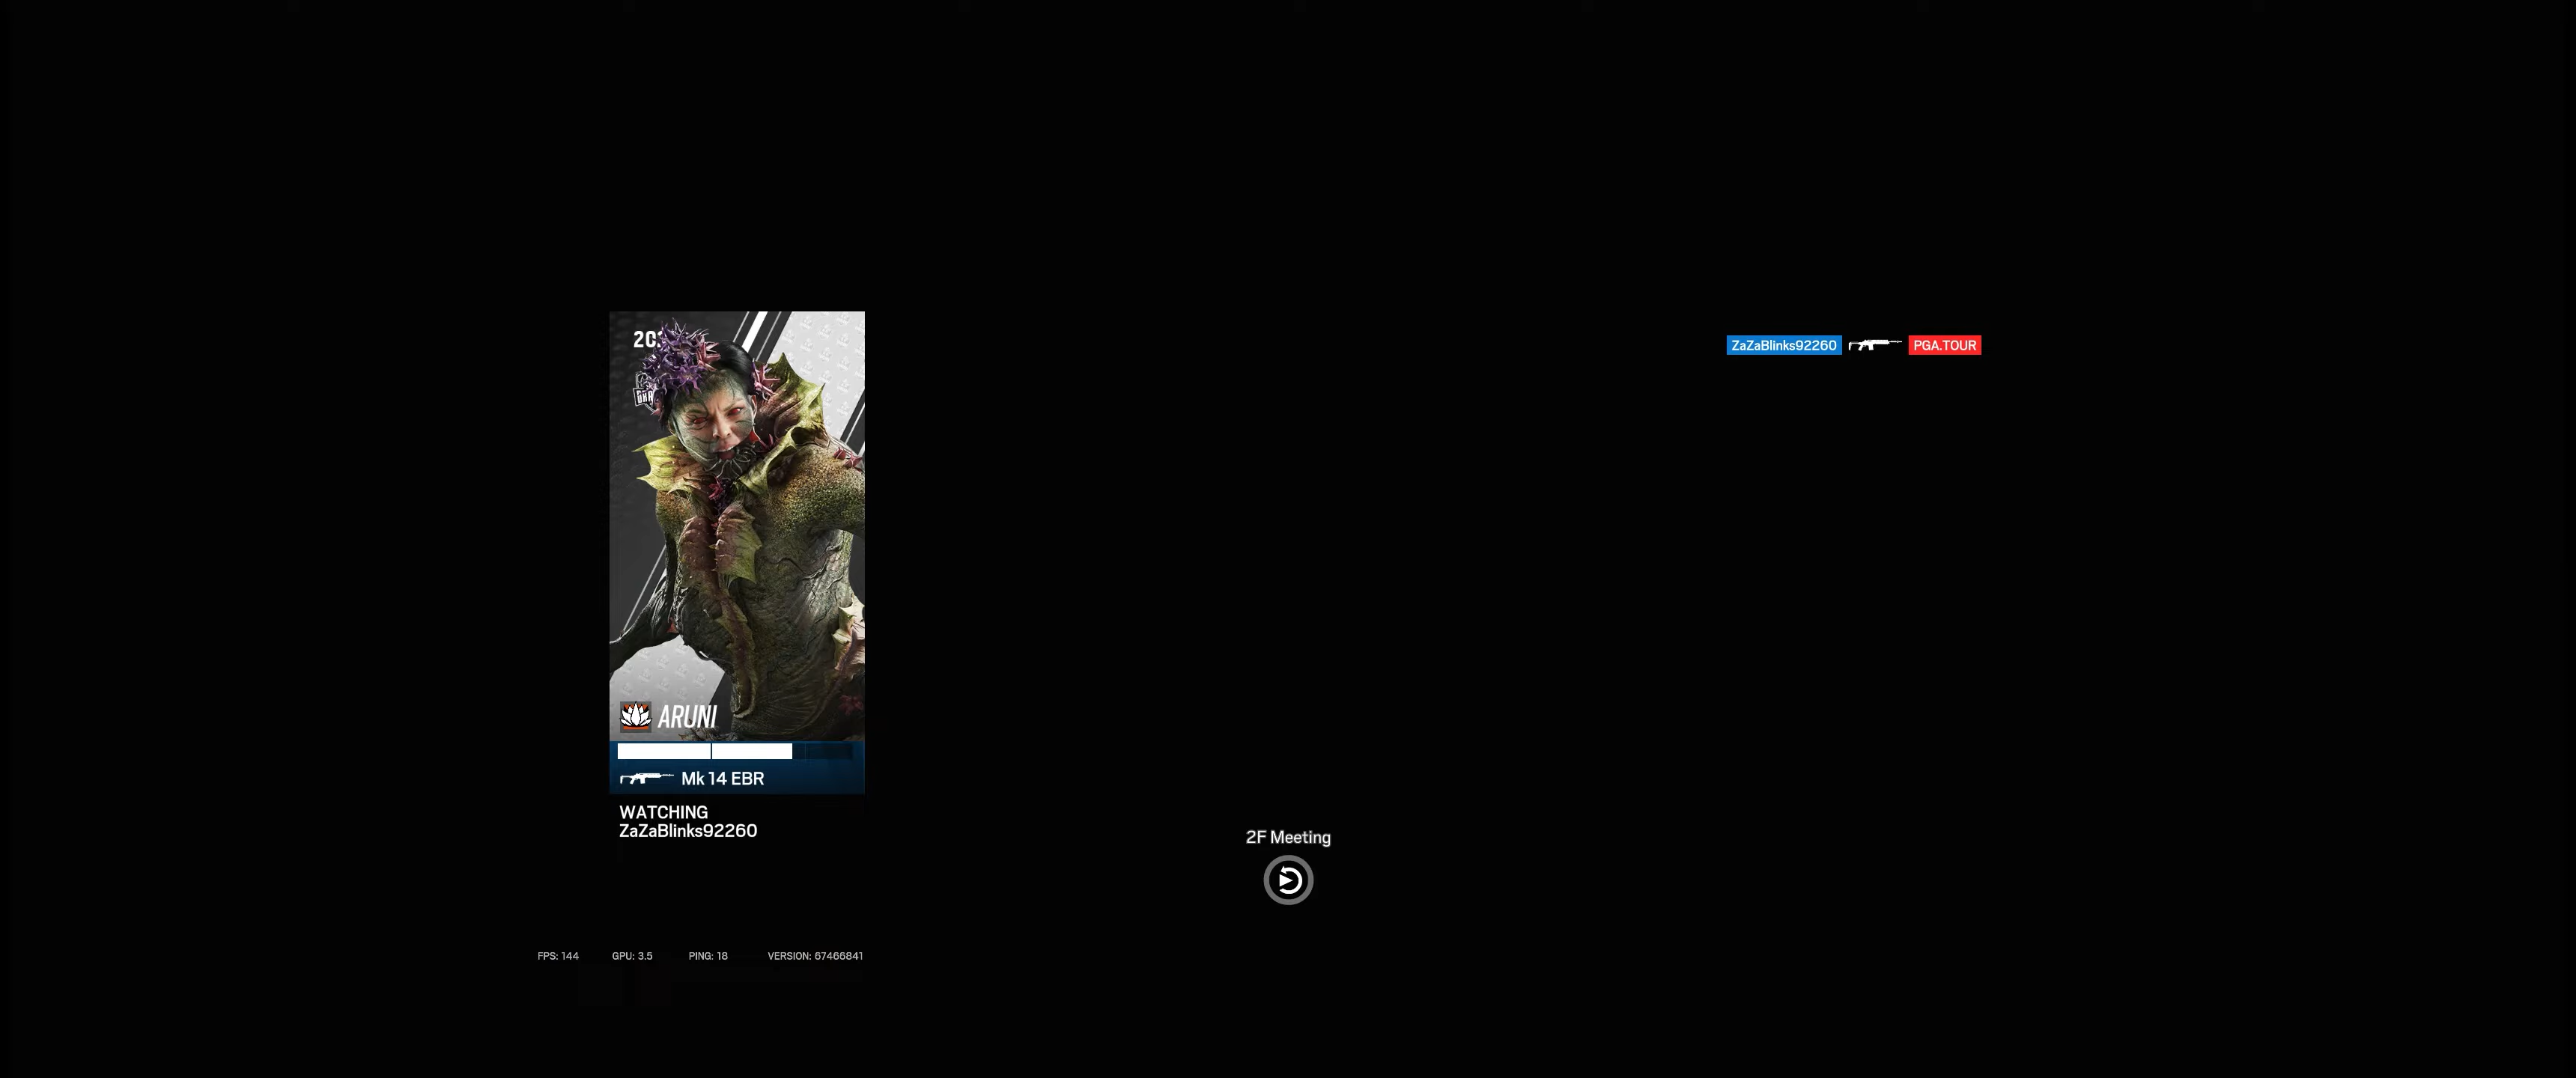 ZaZaBlinks92260 PGA.TOUR
ARUNI
Mk 14 EBR
WATCHING
ZaZaBlinks92260
2F Meeting
FPS: 144 GPU: 3.5 PING: 18 VERSION: 67466841